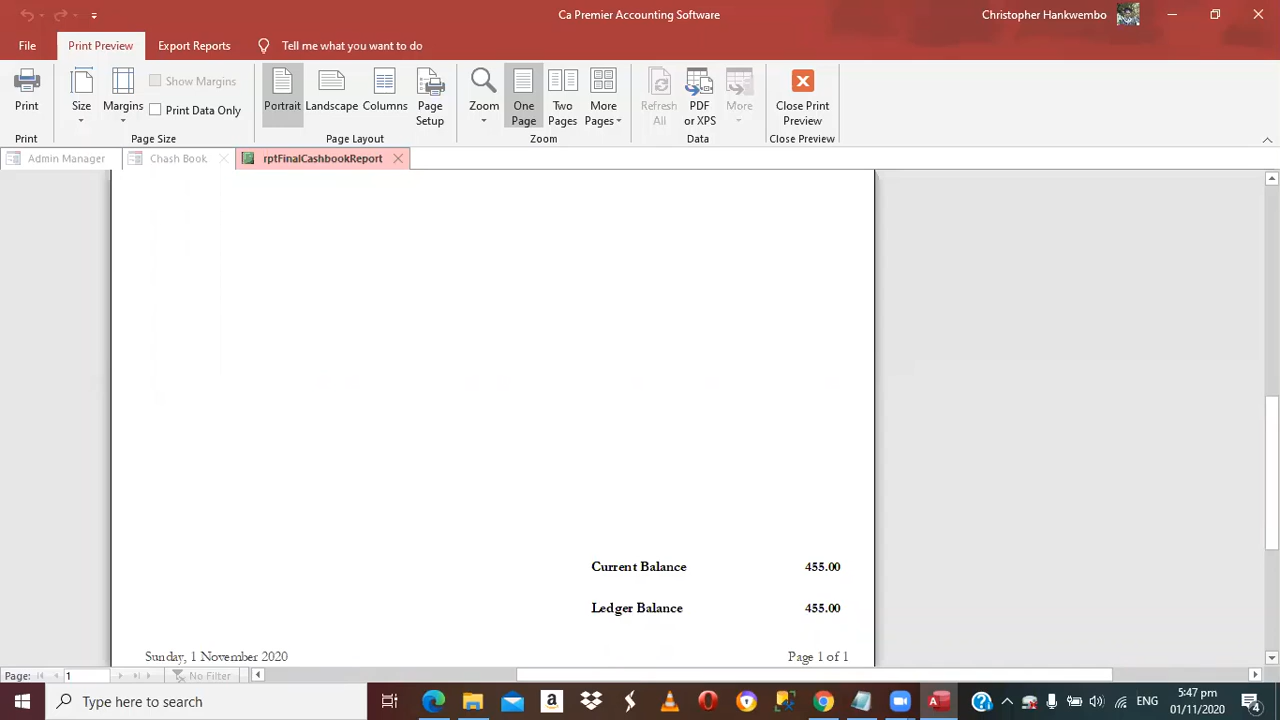 Ca Premier Accounting Software
Christopher Hankwembo
File
Print Preview
Export Reports
Tell me what you want to do
Print
Size
Margins
Show Margins
Print Data Only
Portrait
Landscape
Columns
Page Setup
Zoom
One Page
Two Pages
More Pages
Refresh All
PDF or XPS
More
Close Print Preview
Print
Page Size
Page Layout
Zoom
Data
Close Preview
Admin Manager
Chash Book
rptFinalCashbookReport
Current Balance 455.00
Ledger Balance 455.00
Sunday, 1 November 2020
Page 1 of 1
Page: 1
No Filter
Type here to search
ENG
5:47 pm
01/11/2020
4